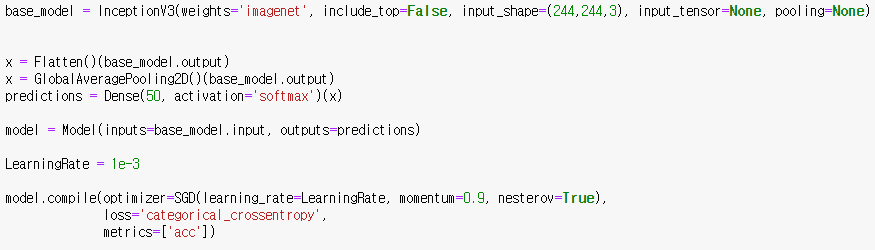 base_model = InceptionV3(weights='imagenet', include_top=False, input_shape=(244,244,3), input_tensor=None, pooling=None)
x = Flatten()(base_model.output)
x = GlobalAveragePooling2D()(base_model.output)
predictions = Dense(50, activation='softmax')(x)
model = Model(inputs=base_model.input, outputs=predictions)
LearningRate = 1e-3
model.compile(optimizer=SGD(learning_rate=LearningRate, momentum=0.9, nesterov=True),
loss='categorical_crossentropy',
metrics=['acc'])